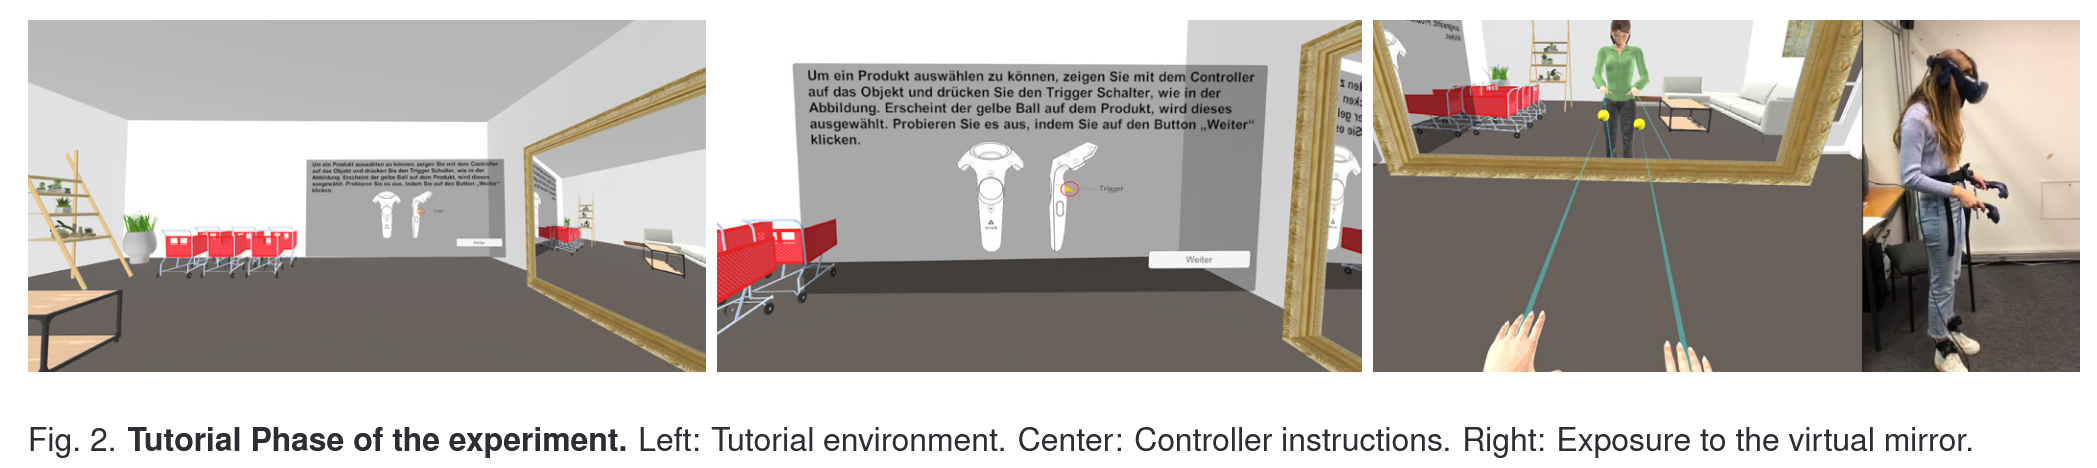 Um ein Produkt auswählen zu können, zeigen Sie mit dem Controller
auf das Objekt und drücken Sie den Trigger Schalter, wie in der
Abbildung. Erscheint der gelbe Ball auf dem Produkt, wird dieses
ausgewählt. Probieren Sie es aus, indem Sie auf den Button „Weiter“
klicken.
Trigger
Weiter
Um ein Produkt auswählen zu können, zeigen Sie mit dem Controller
auf das Objekt und drücken Sie den Trigger Schalter, wie in der
Abbildung. Erscheint der gelbe Ball auf dem Produkt, wird dieses
ausgewählt. Probieren Sie es aus, indem Sie auf den Button „Weiter“
klicken.
Trigger
Weiter
Fig. 2. Tutorial Phase of the experiment. Left: Tutorial environment. Center: Controller instructions. Right: Exposure to the virtual mirror.